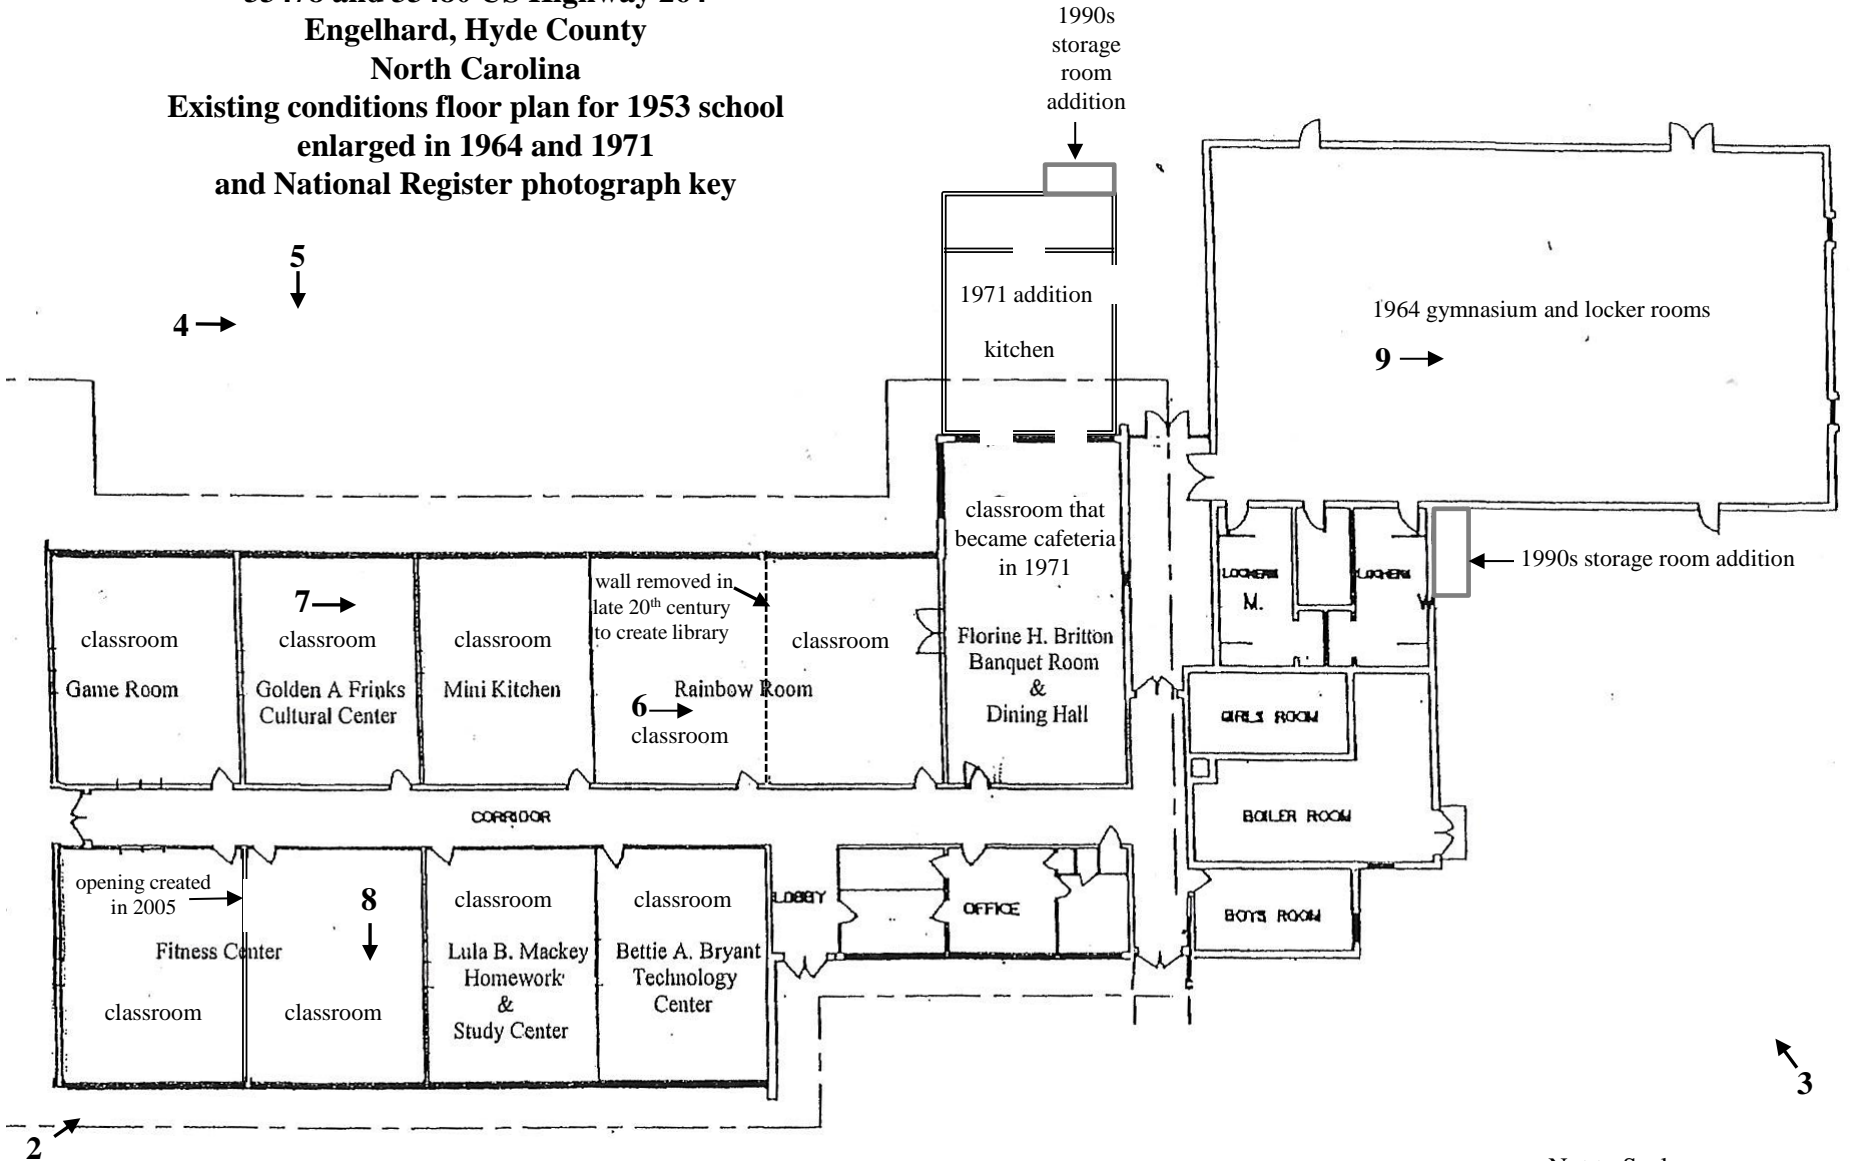 Engelhard, Hyde County
North Carolina
Existing conditions floor plan for 1953 school
enlarged in 1964 and 1971
and National Register photograph key
1990s
storage
room
addition
5
4
1971 addition
kitchen
1964 gymnasium and locker rooms
9
classroom that
became cafeteria
in 1971
Florine H. Britton
Banquet Room
&
Dining Hall
1990s storage room addition
LOCKERS
M.
LOCKERS
W
7
wall removed in
late 20th century
to create library
classroom
classroom
classroom
classroom
Game Room
Golden A Frinks
Cultural Center
Mini Kitchen
Rainbow Room
6
classroom
GIRLS ROOM
CORRIDOR
BOILER ROOM
opening created
in 2005
8
classroom
classroom
LOBBY
OFFICE
BOYS ROOM
Fitness Center
Lula B. Mackey
Homework
&
Study Center
Bettie A. Bryant
Technology
Center
classroom
classroom
3
2